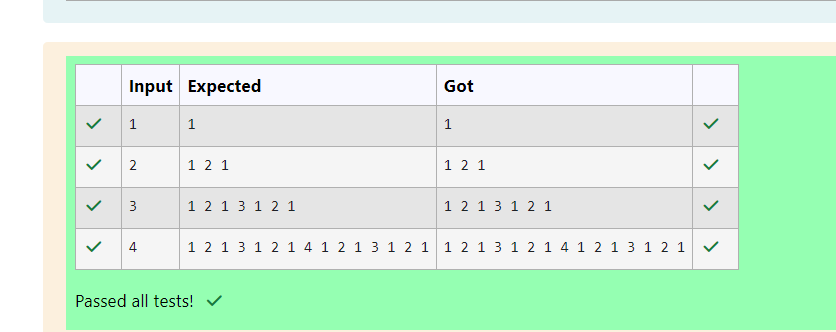 Input Expected Got
1 1 1
2 1 2 1 1 2 1
3 1 2 1 3 1 2 1 1 2 1 3 1 2 1
4 1 2 1 3 1 2 1 4 1 2 1 3 1 2 1 1 2 1 3 1 2 1 4 1 2 1 3 1 2 1
Passed all tests!